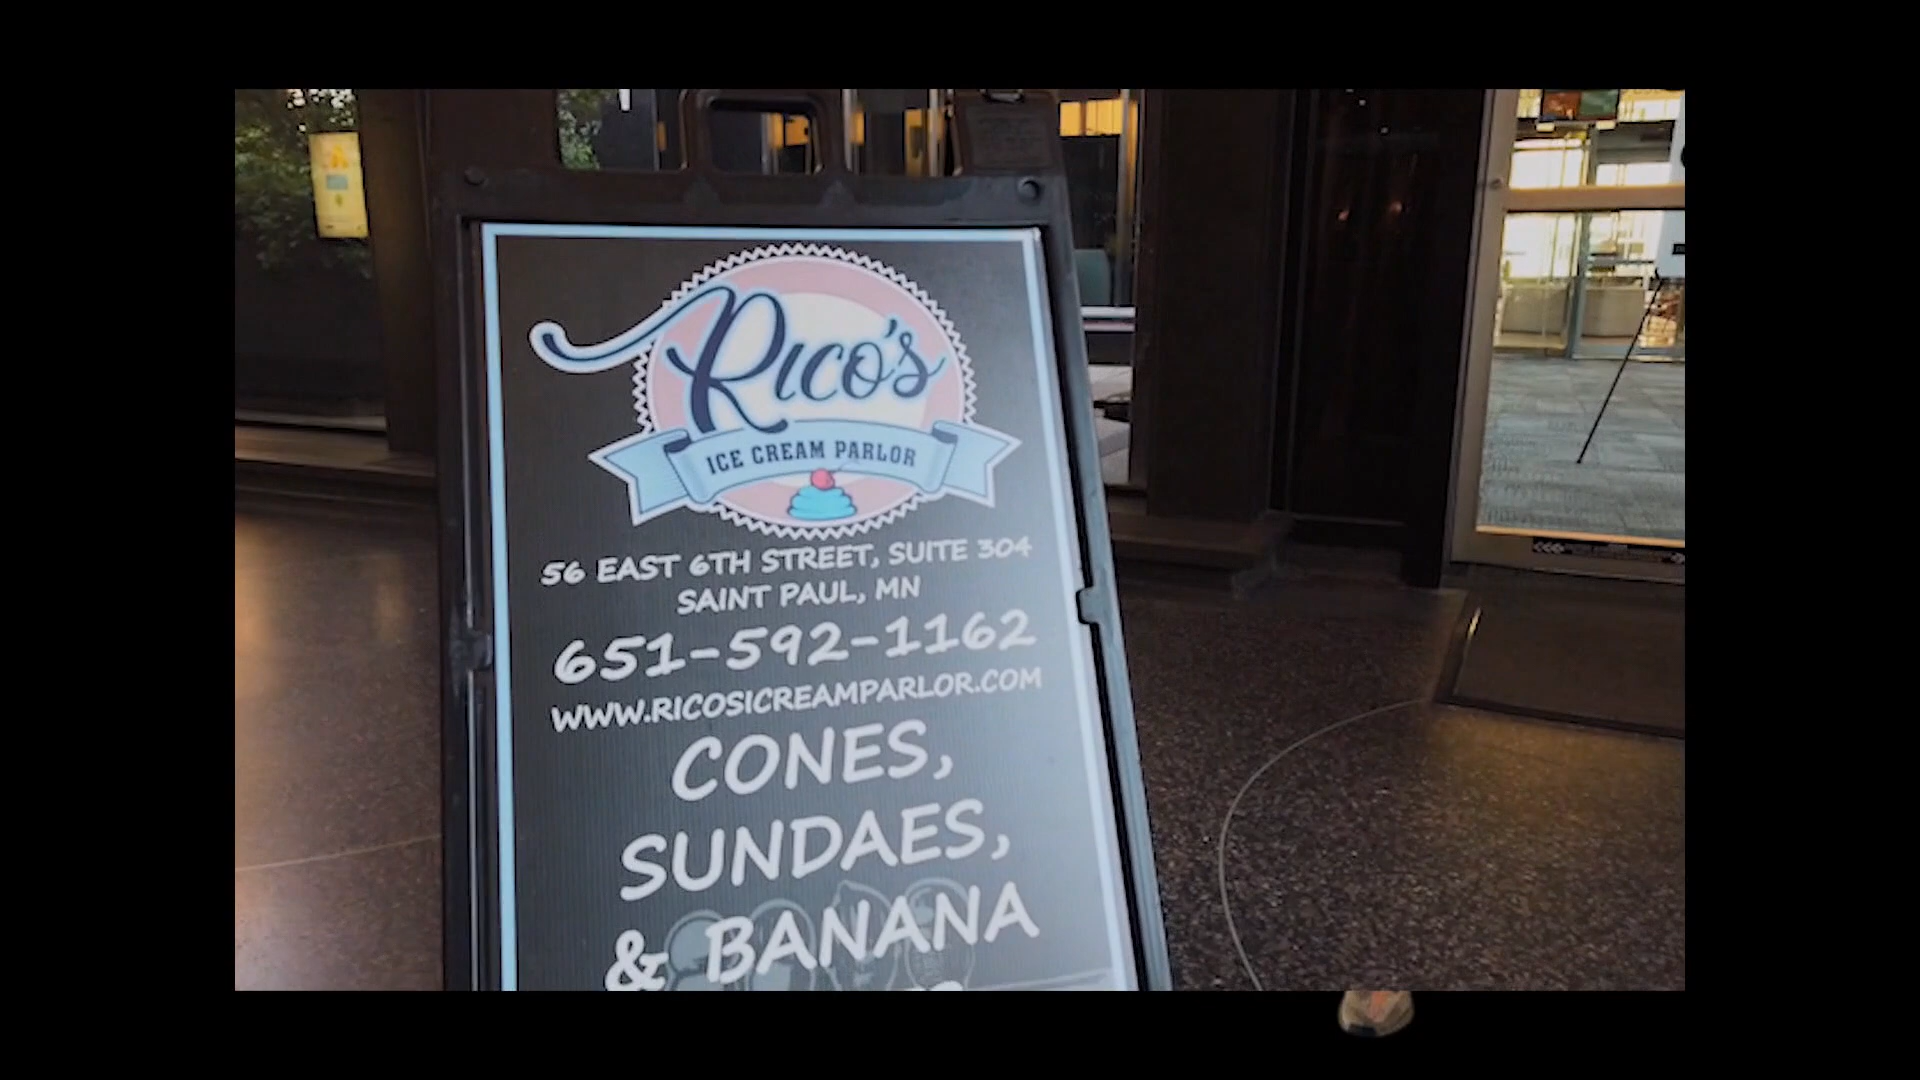 Rico's
ICE CREAM PARLOR
56 EAST 6TH STREET, SUITE 304
SAINT PAUL, MN
651-592-1162
WWW.RICOSICREAMPARLOR.COM
CONES,
SUNDAES,
& BANANA